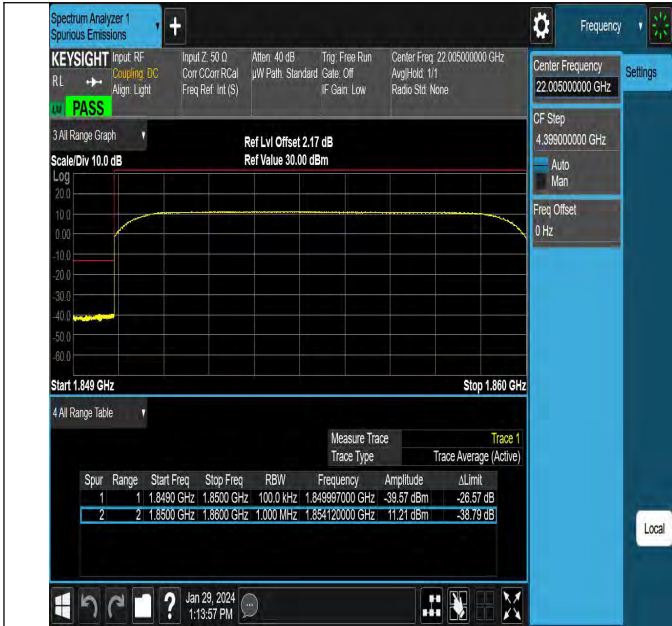 Spectrum Analyzer 1
Spurious Emissions
Frequency
KEYSIGHT
RL
PASS
Input: RF
Coupling: DC
Align: Light
Input Z: 50 Ω
Corr CCorr RCal
Freq Ref: Int (S)
Atten: 40 dB
µW Path: Standard
Trig: Free Run
Gate: Off
IF Gain: Low
Center Freq: 22.005000000 GHz
Avg|Hold: 1/1
Radio Std: None
Center Frequency
22.005000000 GHz
Settings
CF Step
4.399000000 GHz
Auto
Man
Freq Offset
0 Hz
3 All Range Graph
Scale/Div 10.0 dB
Ref Lvl Offset 2.17 dB
Ref Value 30.00 dBm
Log
20.0
10.0
0.00
-10.0
-20.0
-30.0
-40.0
-50.0
-60.0
Start 1.849 GHz
Stop 1.860 GHz
4 All Range Table
Measure Trace Trace 1
Trace Type Trace Average (Active)
Spur Range Start Freq Stop Freq RBW Frequency Amplitude ΔLimit
1 1 1.8490 GHz 1.8500 GHz 100.0 kHz 1.849997000 GHz -39.57 dBm -26.57 dB
2 2 1.8500 GHz 1.8600 GHz 1.000 MHz 1.854120000 GHz 11.21 dBm -38.79 dB
Local
Jan 29, 2024
1:13:57 PM